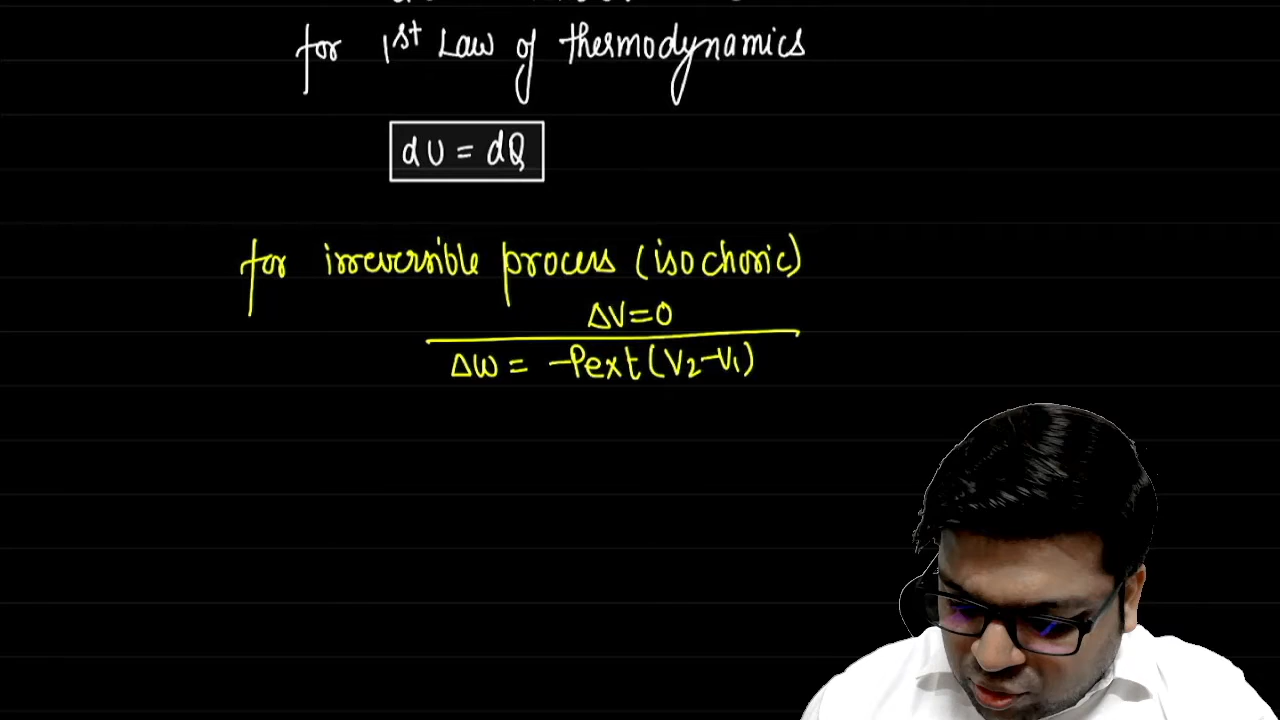 for 1st Law of thermodynamics
dU = dQ
for irreversible process (isochoric)
ΔV=0
ΔW = -Pext(V2-V1)